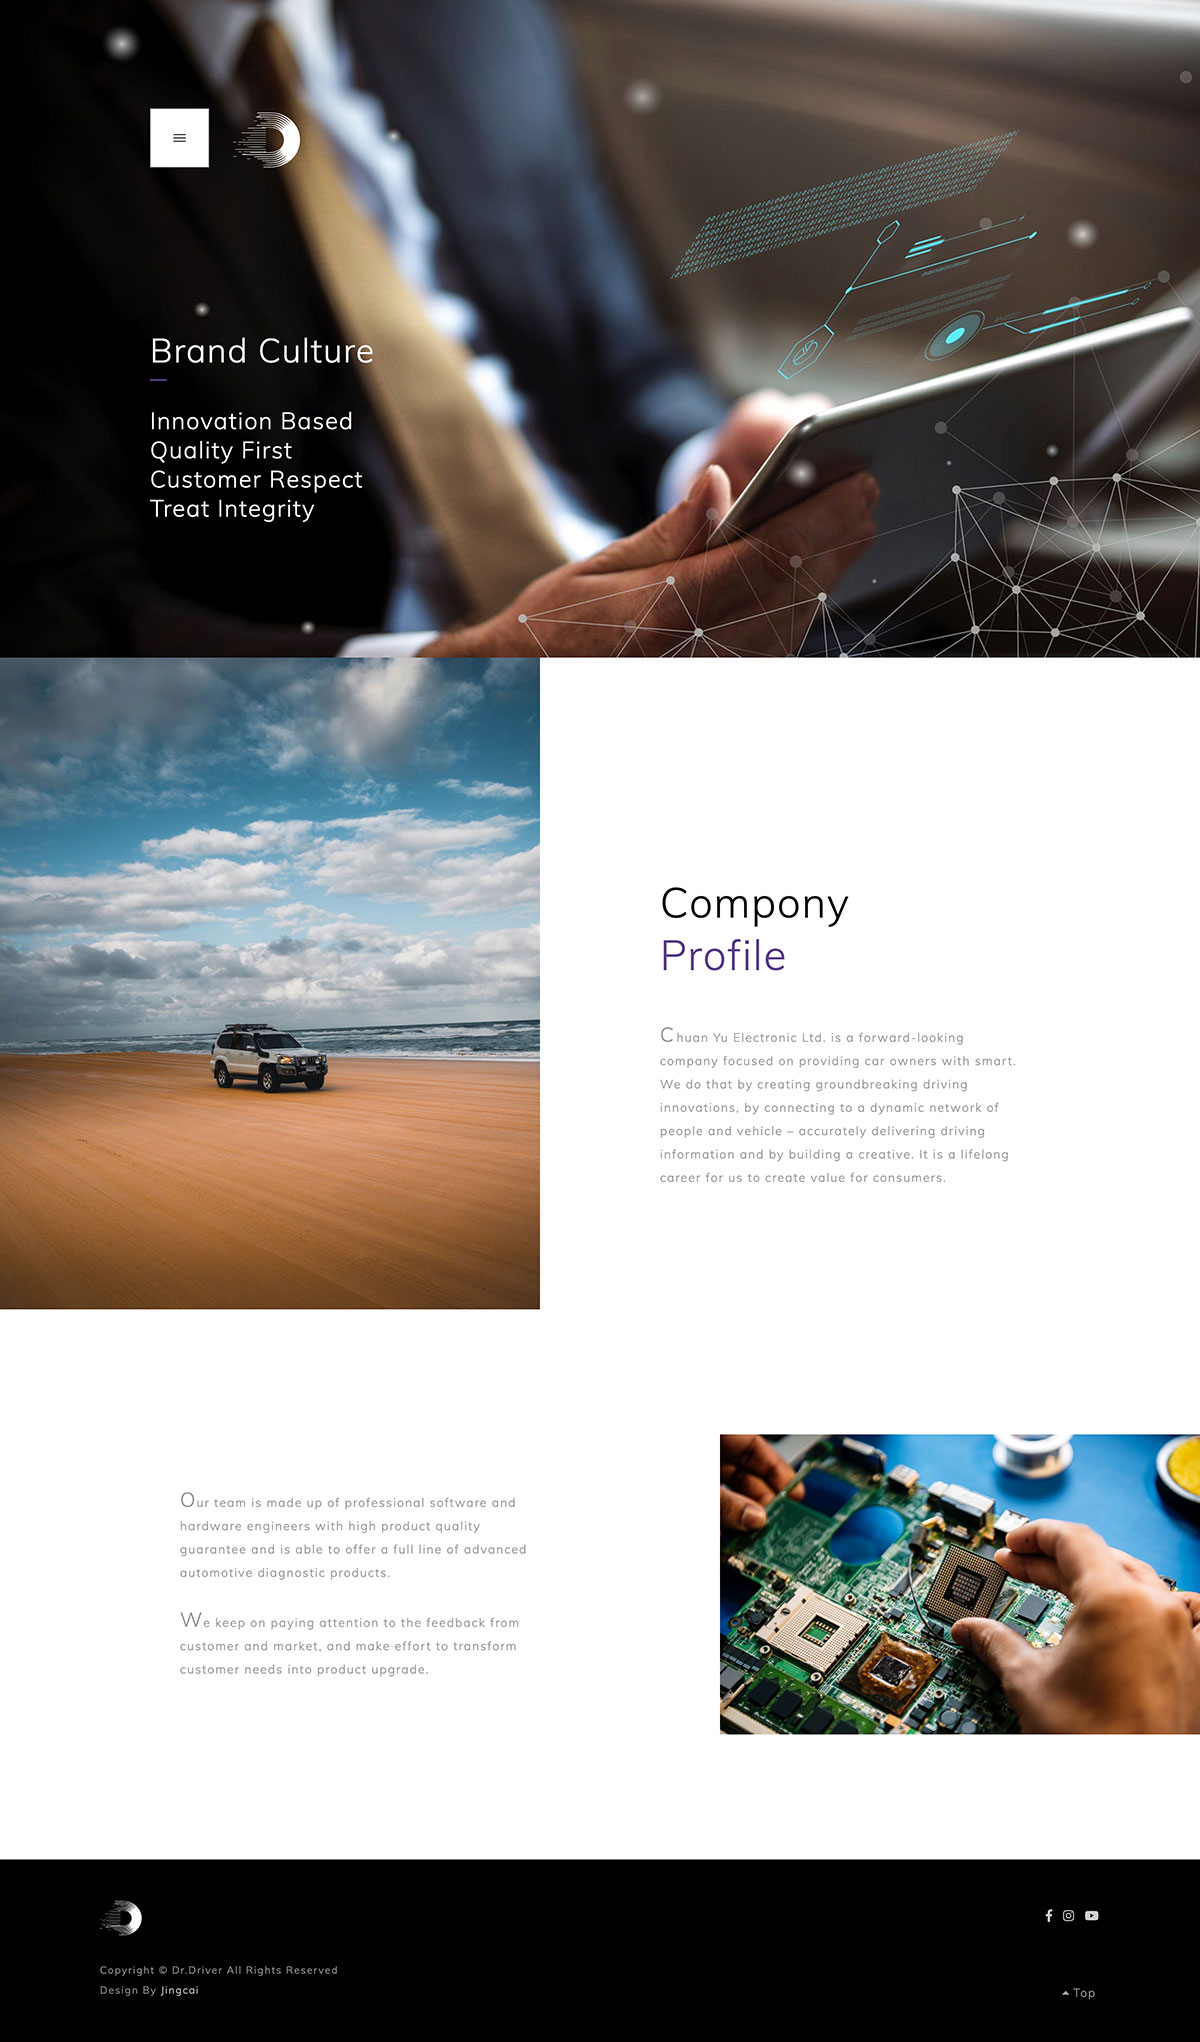 Brand Culture
Innovation Based
Quality First
Customer Respect
Treat Integrity
Compony
Profile
Chuan Yu Electronic Ltd. is a forward-looking
company focused on providing car owners with smart.
We do that by creating groundbreaking driving
innovations, by connecting to a dynamic network of
people and vehicle – accurately delivering driving
information and by building a creative. It is a lifelong
career for us to create value for consumers.
Our team is made up of professional software and
hardware engineers with high product quality
guarantee and is able to offer a full line of advanced
automotive diagnostic products.
We keep on paying attention to the feedback from
customer and market, and make effort to transform
customer needs into product upgrade.
Copyright © Dr.Driver All Rights Reserved
Design By Jingcai
Top